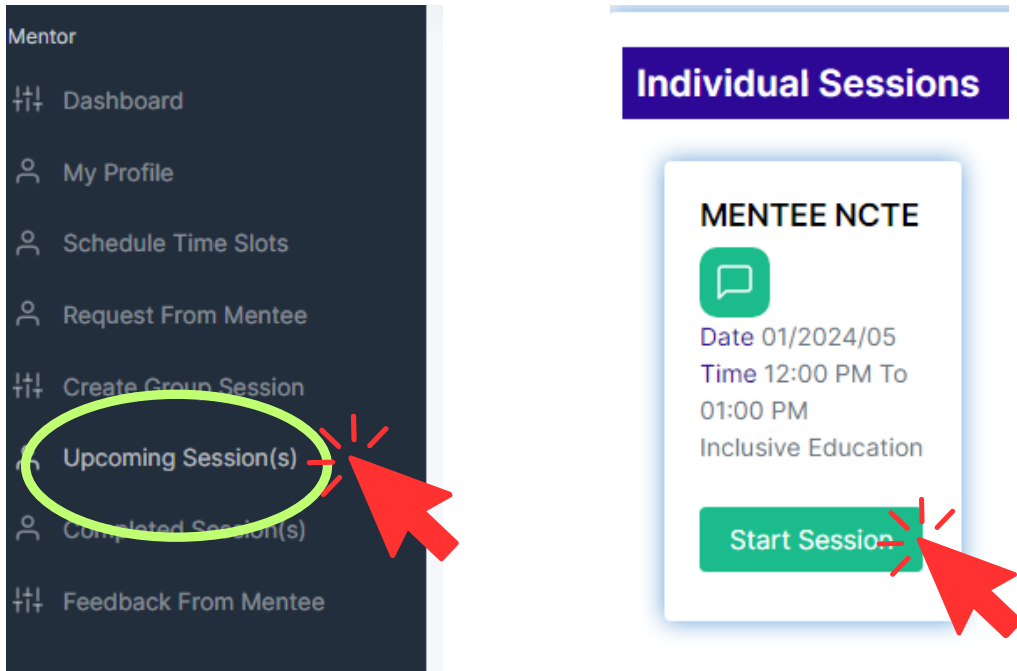 Mentor
Dashboard
My Profile
Schedule Time Slots
Request From Mentee
Create Group Session
Upcoming Session(s)
Completed Session(s)
Feedback From Mentee
Individual Sessions
MENTEE NCTE
Date 01/2024/05
Time 12:00 PM To
01:00 PM
Inclusive Education
Start Session